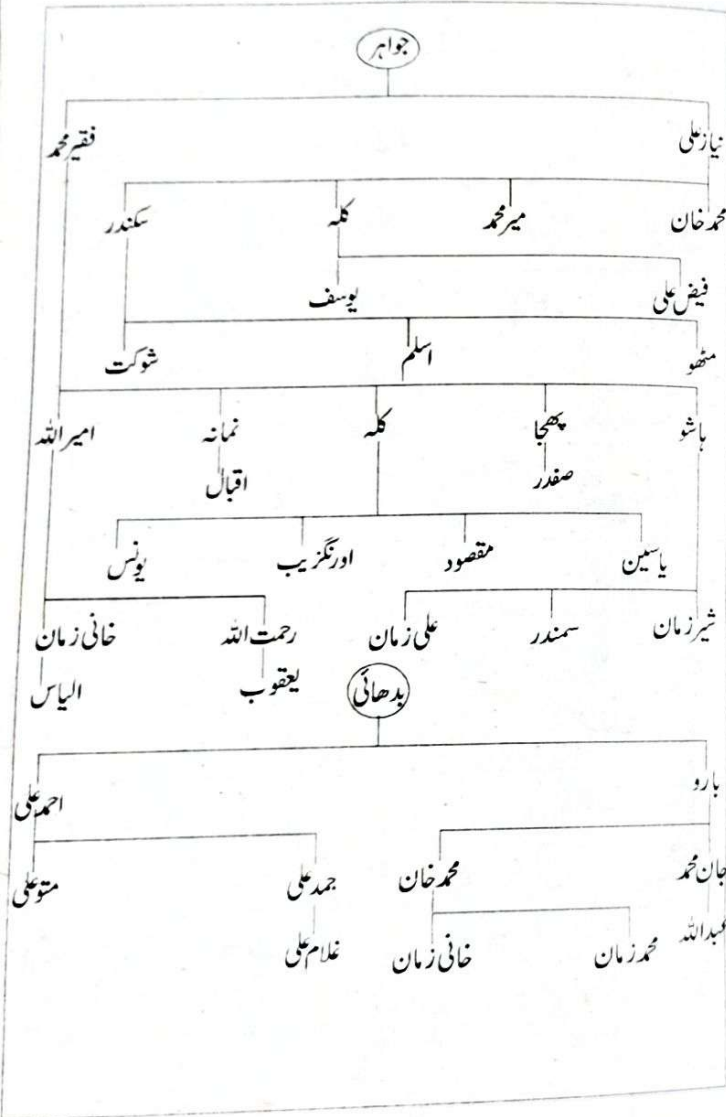 جواہر
نیاز علی فقیر محمد
محمد خان میر محمد کلہ سکندر
فیض علی یوسف
مٹھو اسلم شوکت
ہاشو پھجا کلہ نمانہ امیر اللہ
صفدر اقبال
یاسین مقصود اورنگزیب یونس
شیر زمان سمندر علی زمان رحمت اللہ خانی زمان
یعقوب الیاس
بدھائی
بارو احمد علی
جان محمد محمد خان جمد علی متو علی
عبداللہ محمد زمان خانی زمان غلام علی